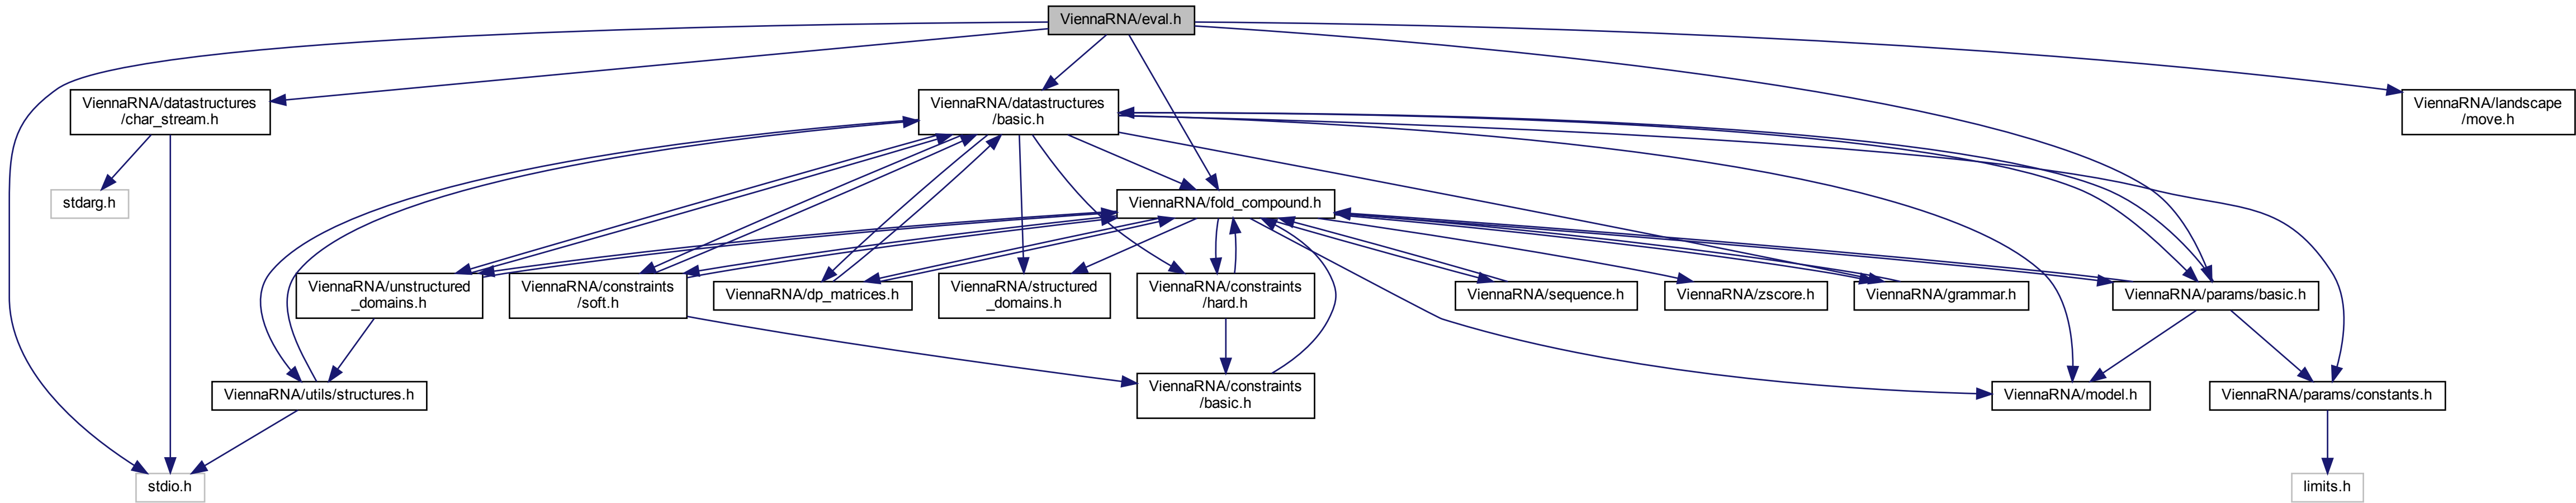 ViennaRNA/eval.h
ViennaRNA/datastructures
/char_stream.h
ViennaRNA/datastructures
/basic.h
ViennaRNA/landscape
/move.h
stdarg.h
ViennaRNA/fold_compound.h
ViennaRNA/unstructured
_domains.h
ViennaRNA/constraints
/soft.h
ViennaRNA/dp_matrices.h
ViennaRNA/structured
_domains.h
ViennaRNA/constraints
/hard.h
ViennaRNA/sequence.h
ViennaRNA/zscore.h
ViennaRNA/grammar.h
ViennaRNA/params/basic.h
ViennaRNA/utils/structures.h
ViennaRNA/constraints
/basic.h
ViennaRNA/model.h
ViennaRNA/params/constants.h
stdio.h
limits.h